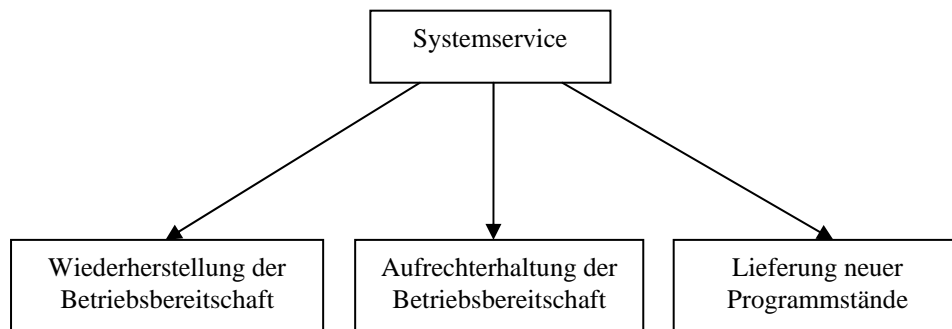 Systemservice
Wiederherstellung der
Betriebsbereitschaft
Aufrechterhaltung der
Betriebsbereitschaft
Lieferung neuer
Programmstände